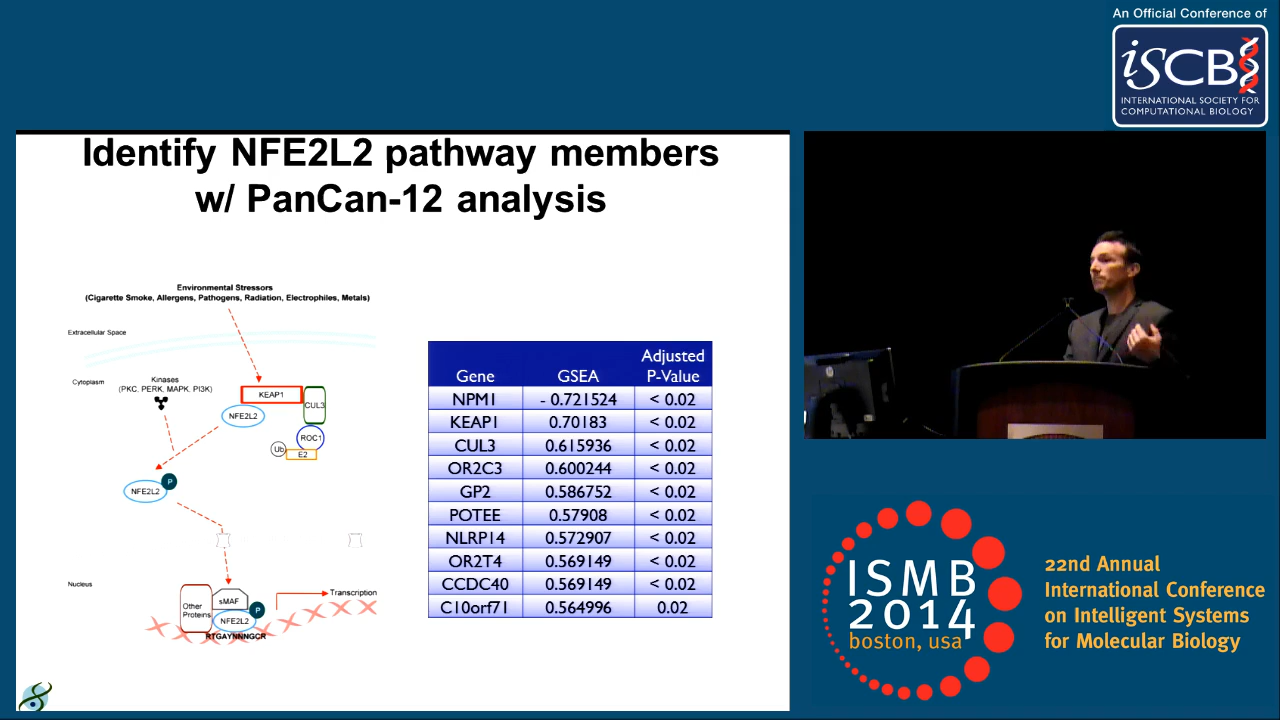 An Official Conference of
iSCB
INTERNATIONAL SOCIETY FOR
COMPUTATIONAL BIOLOGY
Identify NFE2L2 pathway members
w/ PanCan-12 analysis
Environmental Stressors
(Cigarette Smoke, Allergens, Pathogens, Radiation, Electrophiles, Metals)
Extracellular Space
Cytoplasm
Kinases
(PKC, PERK, MAPK, PI3K)
KEAP1
CUL3
NFE2L2
ROC1
Ub
E2
P
NFE2L2
Nucleus
Other
Proteins
sMAF
P
NFE2L2
Transcription
RTGAYNNNGCR
Gene GSEA Adjusted P-Value
NPM1 - 0.721524 < 0.02
KEAP1 0.70183 < 0.02
CUL3 0.615936 < 0.02
OR2C3 0.600244 < 0.02
GP2 0.586752 < 0.02
POTEE 0.57908 < 0.02
NLRP14 0.572907 < 0.02
OR2T4 0.569149 < 0.02
CCDC40 0.569149 < 0.02
C10orf71 0.564996 0.02
ISMB
2014
boston, usa
22nd Annual
International Conference
on Intelligent Systems
for Molecular Biology